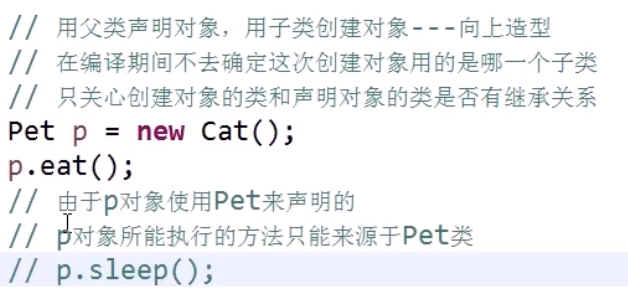 // 用父类声明对象，用子类创建对象---向上造型
// 在编译期间不去确定这次创建对象用的是哪一个子类
// 只关心创建对象的类和声明对象的类是否有继承关系
Pet p = new Cat();
p.eat();
// 由于p对象使用Pet来声明的
// p对象所能执行的方法只能来源于Pet类
// p.sleep();